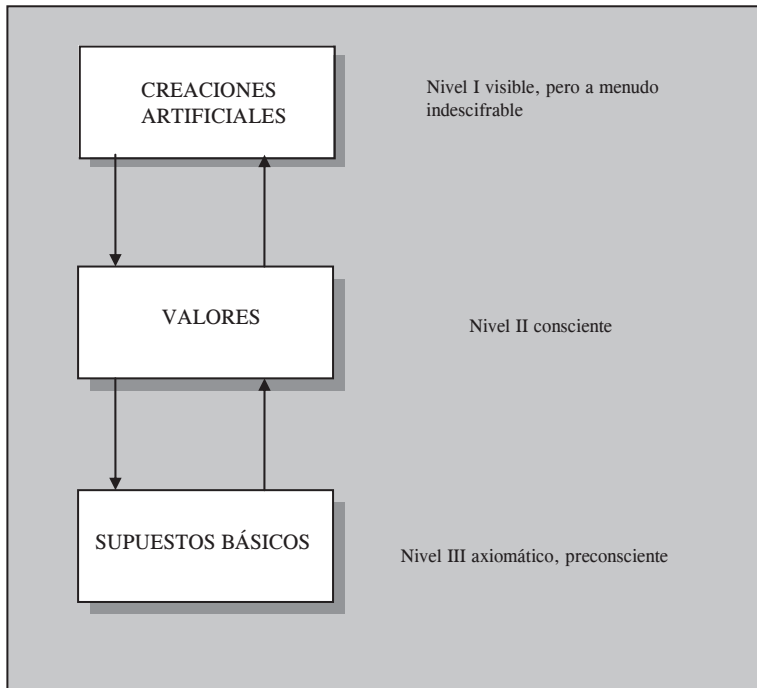 CREACIONES
ARTIFICIALES
Nivel I visible, pero a menudo
indescifrable
VALORES
Nivel II consciente
SUPUESTOS BÁSICOS
Nivel III axiomático, preconsciente